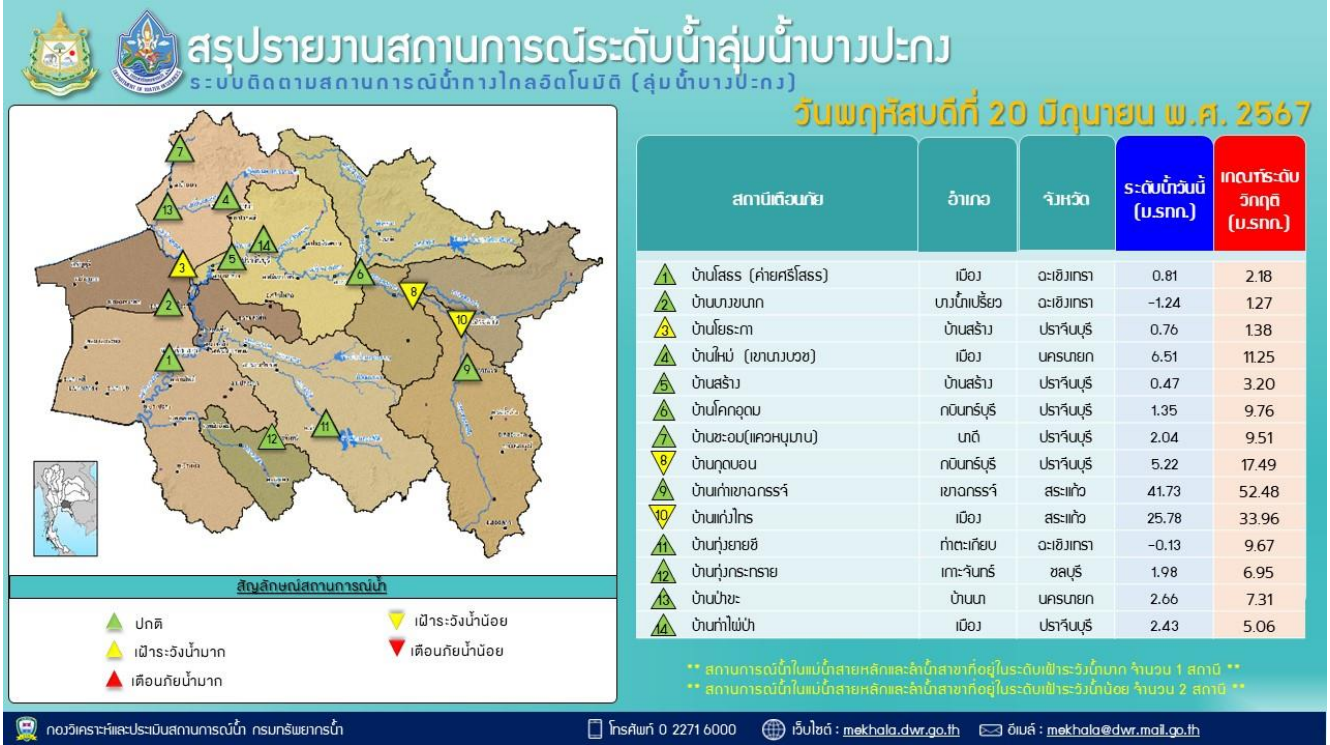 สรุปรายงานสถานการณ์ระดับน้ำลุ่มน้ำบางปะกง
ระบบติดตามสถานการณ์น้ำทางไกลอัตโนมัติ (ลุ่มน้ำบางปะกง)
วันพฤหัสบดีที่ 20 มิถุนายน พ.ศ. 2567
7
4
13
14
5
3
6
8
2
10
1
9
11
12
สัญลักษณ์สถานการณ์น้ำ
ปกติ
เฝ้าระวังน้ำน้อย
เฝ้าระวังน้ำมาก
เตือนภัยน้ำน้อย
เตือนภัยน้ำมาก
สถานีเตือนภัย อำเภอ จังหวัด ระดับน้ำวันนี้ (ม.รทก.) เกณฑ์ระดับวิกฤติ (ม.รทก.)
1 บ้านโสธร (ค่ายศรีโสธร) เมือง ฉะเชิงเทรา 0.81 2.18
2 บ้านบางขนาก บางน้ำเปรี้ยว ฉะเชิงเทรา -1.24 1.27
3 บ้านโยธะกา บ้านสร้าง ปราจีนบุรี 0.76 1.38
4 บ้านใหม่ (เขานางบวช) เมือง นครนายก 6.51 11.25
5 บ้านสร้าง บ้านสร้าง ปราจีนบุรี 0.47 3.20
6 บ้านโคกอุดม กบินทร์บุรี ปราจีนบุรี 1.35 9.76
7 บ้านชะอม(แควหนุมาน) นาดี ปราจีนบุรี 2.04 9.51
8 บ้านกุดบอน กบินทร์บุรี ปราจีนบุรี 5.22 17.49
9 บ้านเก่าเขาฉกรรจ์ เขาฉกรรจ์ สระแก้ว 41.73 52.48
10 บ้านแก่งไทร เมือง สระแก้ว 25.78 33.96
11 บ้านทุ่งยายชี ท่าตะเกียบ ฉะเชิงเทรา -0.13 9.67
12 บ้านทุ่งกระทราย เกาะจันทร์ ชลบุรี 1.98 6.95
13 บ้านป่าขะ บ้านนา นครนายก 2.66 7.31
14 บ้านท่าไผ่ป่า เมือง ปราจีนบุรี 2.43 5.06
** สถานการณ์น้ำในแม่น้ำสายหลักและลำน้ำสาขาที่อยู่ในระดับเฝ้าระวังน้ำมาก จำนวน 1 สถานี **
** สถานการณ์น้ำในแม่น้ำสายหลักและลำน้ำสาขาที่อยู่ในระดับเฝ้าระวังน้ำน้อย จำนวน 2 สถานี **
กองวิเคราะห์และประเมินสถานการณ์น้ำ กรมทรัพยากรน้ำ โทรศัพท์ 0 2271 6000 เว็บไซต์ : mekhala.dwr.go.th อีเมล์ : mekhala@dwr.mail.go.th